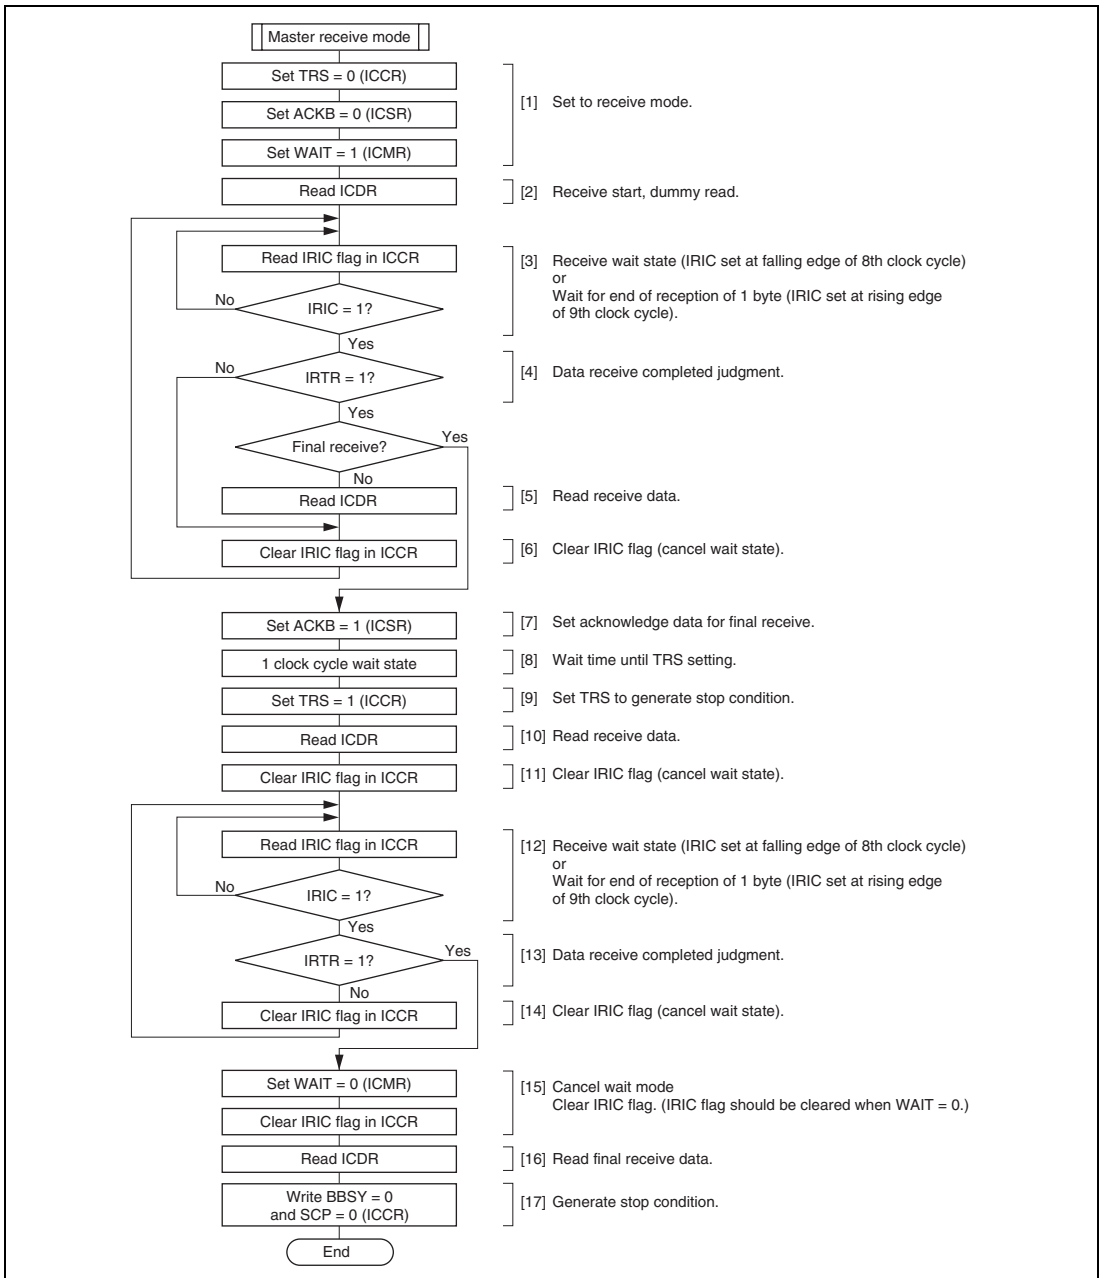 Master receive mode
Set TRS = 0 (ICCR)
[1] Set to receive mode.
Set ACKB = 0 (ICSR)
Set WAIT = 1 (ICMR)
Read ICDR
[2] Receive start, dummy read.
Read IRIC flag in ICCR
[3] Receive wait state (IRIC set at falling edge of 8th clock cycle)
or
Wait for end of reception of 1 byte (IRIC set at rising edge
of 9th clock cycle).
No
IRIC = 1?
Yes
No
IRTR = 1?
[4] Data receive completed judgment.
Yes
Final receive?
Yes
No
Read ICDR
[5] Read receive data.
Clear IRIC flag in ICCR
[6] Clear IRIC flag (cancel wait state).
Set ACKB = 1 (ICSR)
[7] Set acknowledge data for final receive.
1 clock cycle wait state
[8] Wait time until TRS setting.
Set TRS = 1 (ICCR)
[9] Set TRS to generate stop condition.
Read ICDR
[10] Read receive data.
Clear IRIC flag in ICCR
[11] Clear IRIC flag (cancel wait state).
Read IRIC flag in ICCR
[12] Receive wait state (IRIC set at falling edge of 8th clock cycle)
or
Wait for end of reception of 1 byte (IRIC set at rising edge
of 9th clock cycle).
No
IRIC = 1?
Yes
IRTR = 1?
Yes
[13] Data receive completed judgment.
No
Clear IRIC flag in ICCR
[14] Clear IRIC flag (cancel wait state).
Set WAIT = 0 (ICMR)
[15] Cancel wait mode
Clear IRIC flag. (IRIC flag should be cleared when WAIT = 0.)
Clear IRIC flag in ICCR
Read ICDR
[16] Read final receive data.
Write BBSY = 0
and SCP = 0 (ICCR)
[17] Generate stop condition.
End